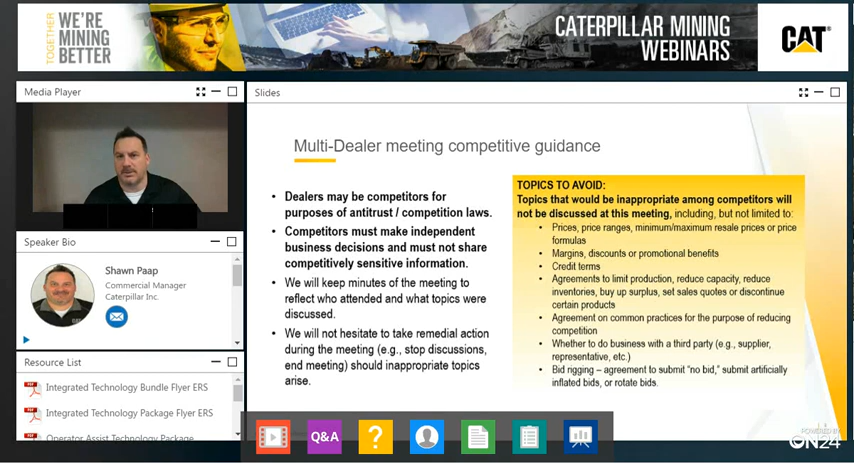 TOGETHER
WE'RE
MINING
BETTER
CATERPILLAR MINING
WEBINARS
CAT®
Media Player
Speaker Bio
Shawn Paap
Commercial Manager
Caterpillar Inc.
Resource List
Integrated Technology Bundle Flyer ERS
Integrated Technology Package Flyer ERS
Operator Assist Technology Package
Slides
Multi-Dealer meeting competitive guidance
• Dealers may be competitors for
purposes of antitrust / competition laws.
• Competitors must make independent
business decisions and must not share
competitively sensitive information.
• We will keep minutes of the meeting to
reflect who attended and what topics were
discussed.
• We will not hesitate to take remedial action
during the meeting (e.g., stop discussions,
end meeting) should inappropriate topics
arise.
TOPICS TO AVOID:
Topics that would be inappropriate among competitors will
not be discussed at this meeting, including, but not limited to:
• Prices, price ranges, minimum/maximum resale prices or price
formulas
• Margins, discounts or promotional benefits
• Credit terms
• Agreements to limit production, reduce capacity, reduce
inventories, buy up surplus, set sales quotes or discontinue
certain products
• Agreement on common practices for the purpose of reducing
competition
• Whether to do business with a third party (e.g., supplier,
representative, etc.)
• Bid rigging – agreement to submit "no bid," submit artificially
inflated bids, or rotate bids.
Q&A
?
POWERED BY
ON24